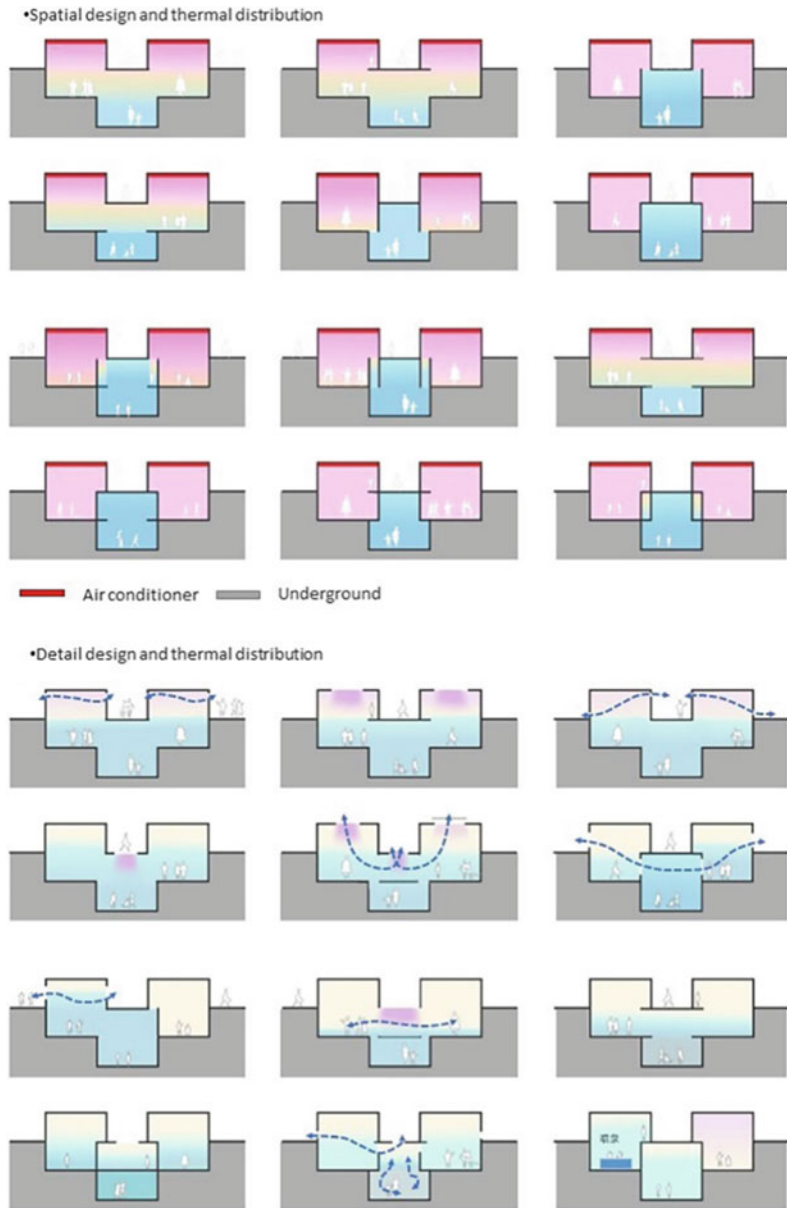 •Spatial design and thermal distribution
Air conditioner
Underground
•Detail design and thermal distribution